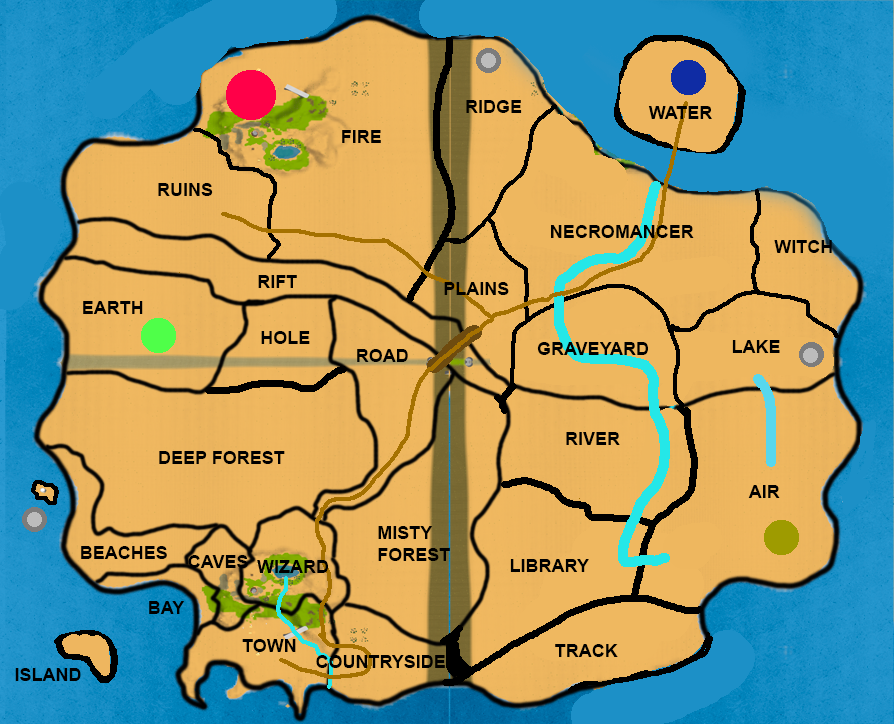 RIDGE
WATER
FIRE
RUINS
NECROMANCER
WITCH
RIFT
PLAINS
EARTH
HOLE
ROAD
GRAVEYARD
LAKE
RIVER
DEEP FOREST
AIR
MISTY
FOREST
BEACHES
CAVES
WIZARD
LIBRARY
BAY
TOWN
COUNTRYSIDE
TRACK
ISLAND